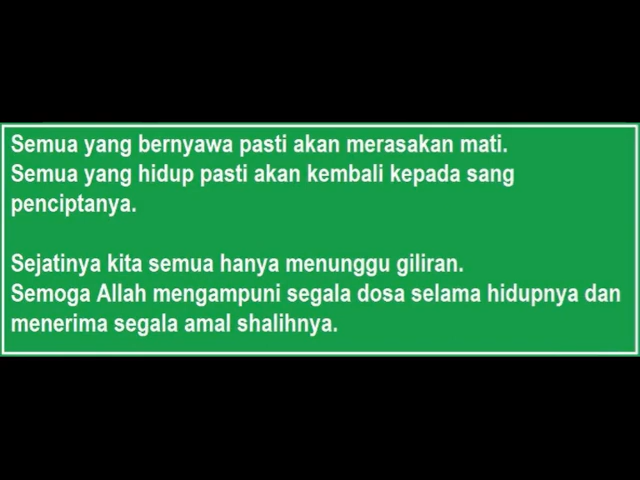 Semua yang bernyawa pasti akan merasakan mati.
Semua yang hidup pasti akan kembali kepada sang
penciptanya.
Sejatinya kita semua hanya menunggu giliran.
Semoga Allah mengampuni segala dosa selama hidupnya dan
menerima segala amal shalihnya.